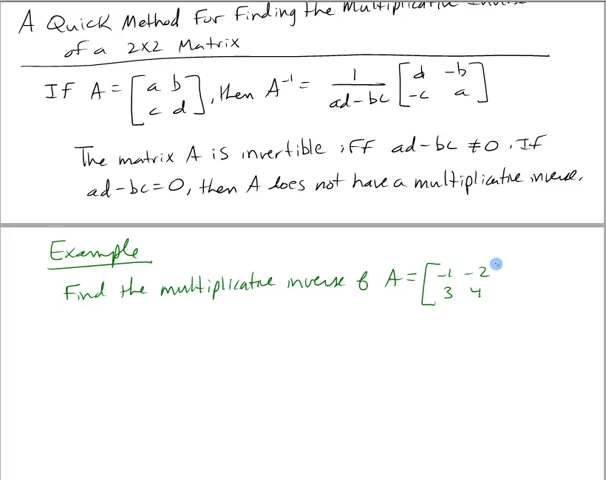 A Quick Method For Finding the Multiplicative Inverse
of a 2x2 Matrix
If A = [a b; c d], then A⁻¹ = 1/(ad-bc) [d -b; -c a]
The matrix A is invertible iff ad-bc ≠ 0. If
ad-bc=0, then A does not have a multiplicative inverse.
Example
Find the multiplicative inverse of A = [-1 -2; 3 4